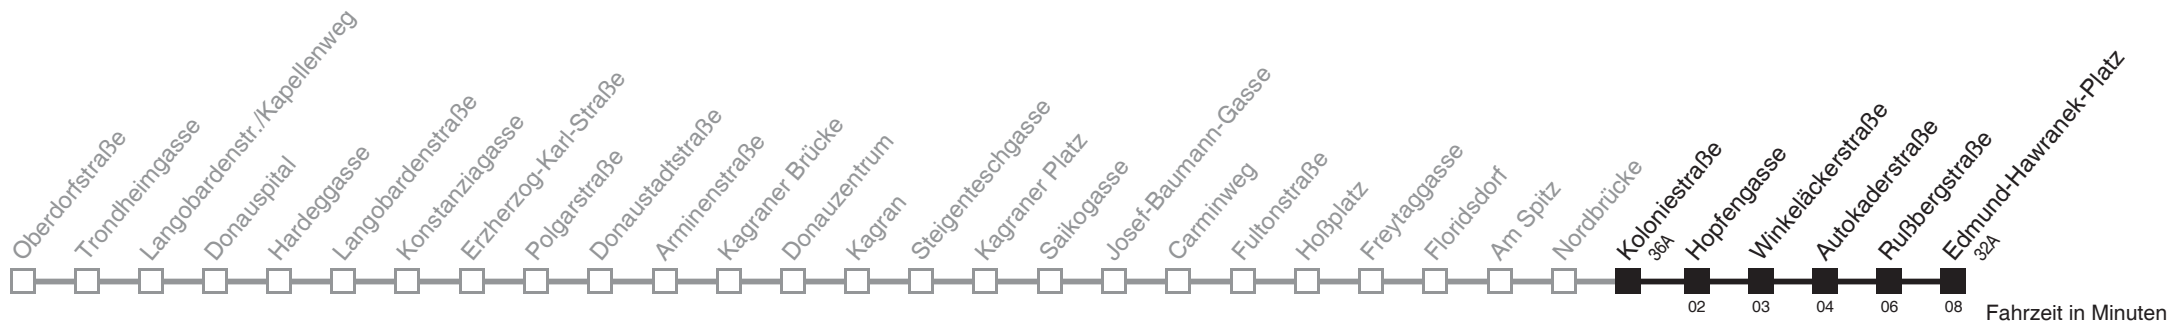 Oberdorfstraße
Trondheimgasse
Langobardenstr./Kapellenweg
Donauspital
Hardeggasse
Langobardenstraße
Konstanziagasse
Erzherzog-Karl-Straße
Polgarstraße
Donaustadtstraße
Arminenstraße
Kagraner Brücke
Donauzentrum
Kagran
Steigenteschgasse
Kagraner Platz
Saikogasse
Josef-Baumann-Gasse
Carminweg
Fultonstraße
Hoßplatz
Freytaggasse
Floridsdorf
Am Spitz
Nordbrücke
Koloniestraße
36A
Hopfengasse
Winkeläckerstraße
Autokaderstraße
Rußbergstraße
Edmund-Hawranek-Platz
32A
02 03 04 06 08
Fahrzeit in Minuten